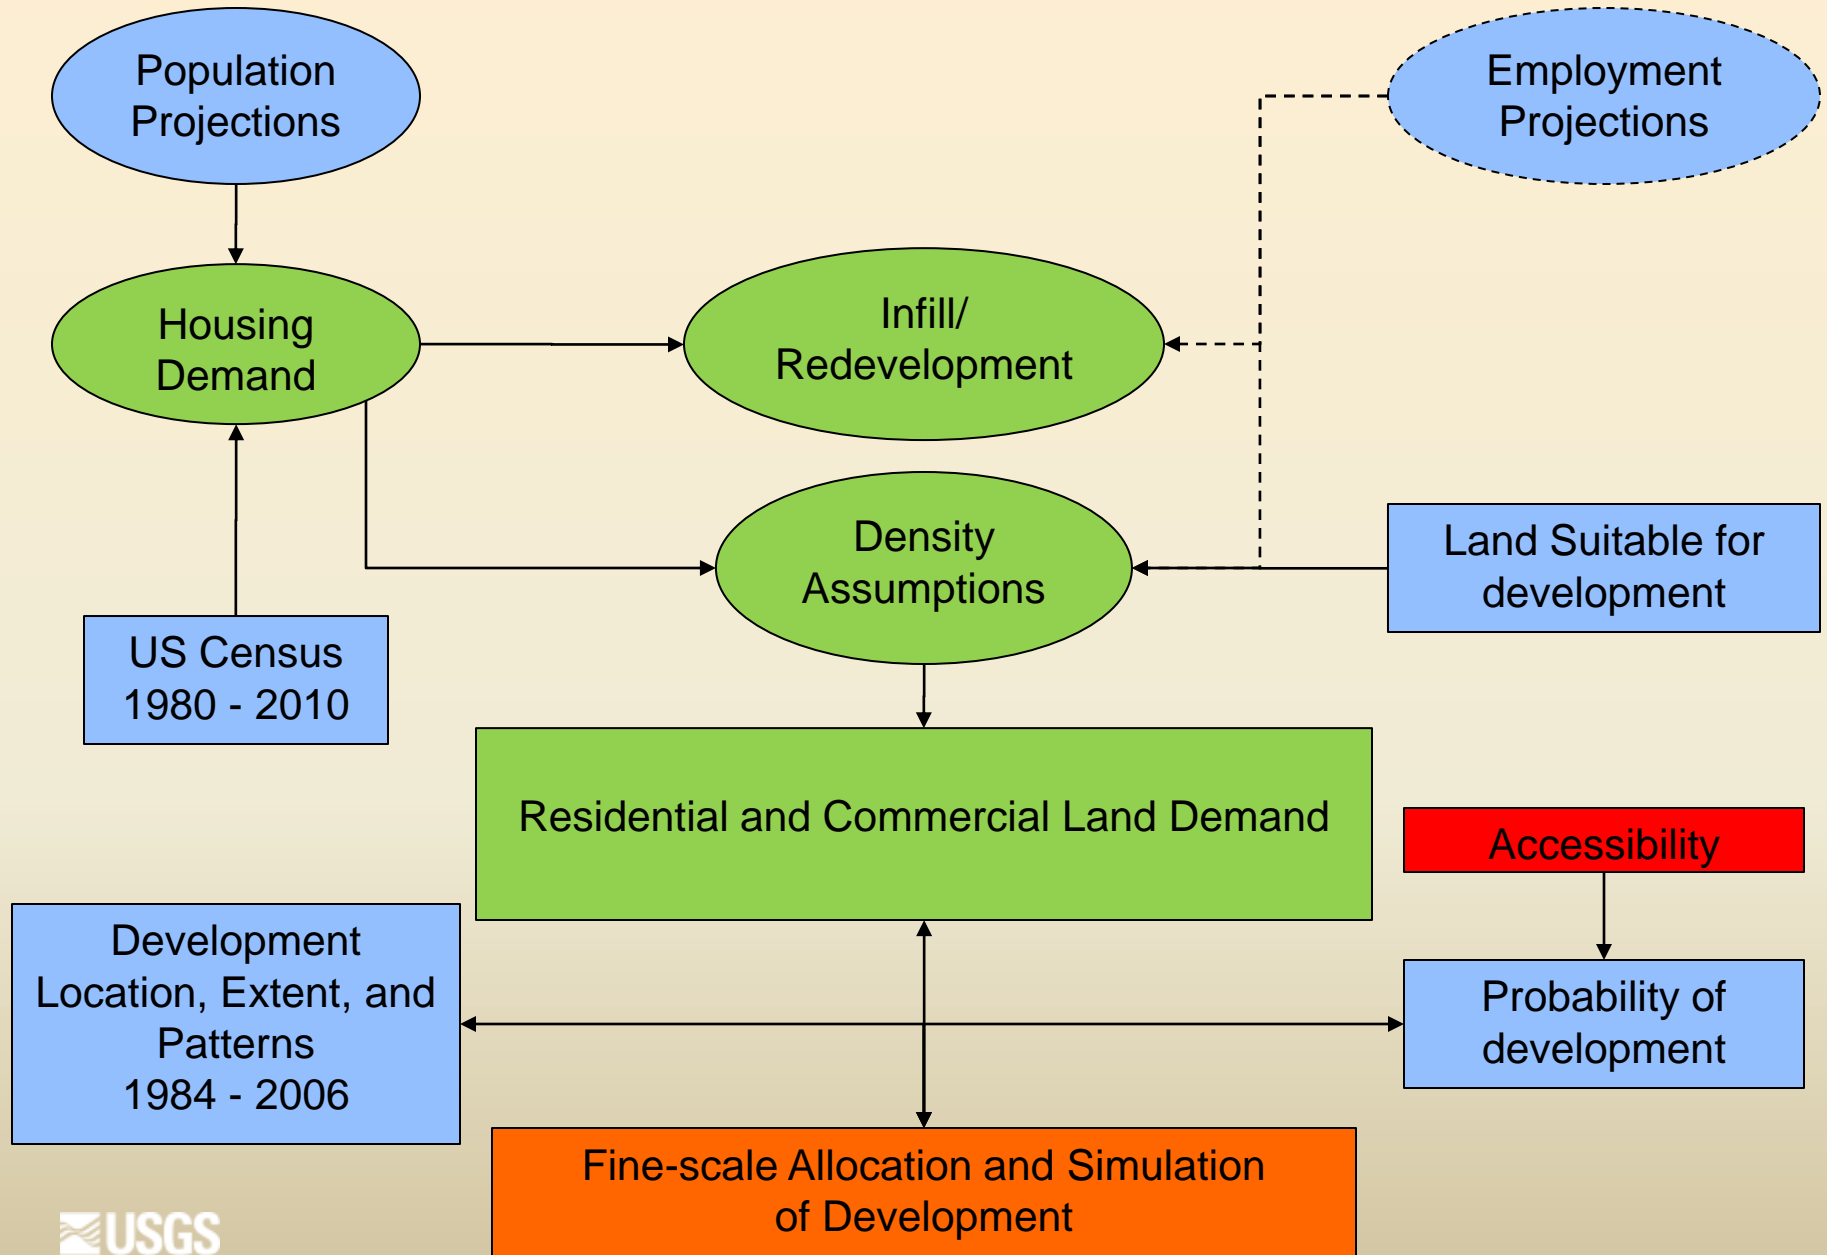 Population
Projections
Employment
Projections
Housing
Demand
Infill/
Redevelopment
Density
Assumptions
Land Suitable for
development
US Census
1980 - 2010
Residential and Commercial Land Demand
Accessibility
Development
Location, Extent, and
Patterns
1984 - 2006
Probability of
development
Fine-scale Allocation and Simulation
of Development
USGS